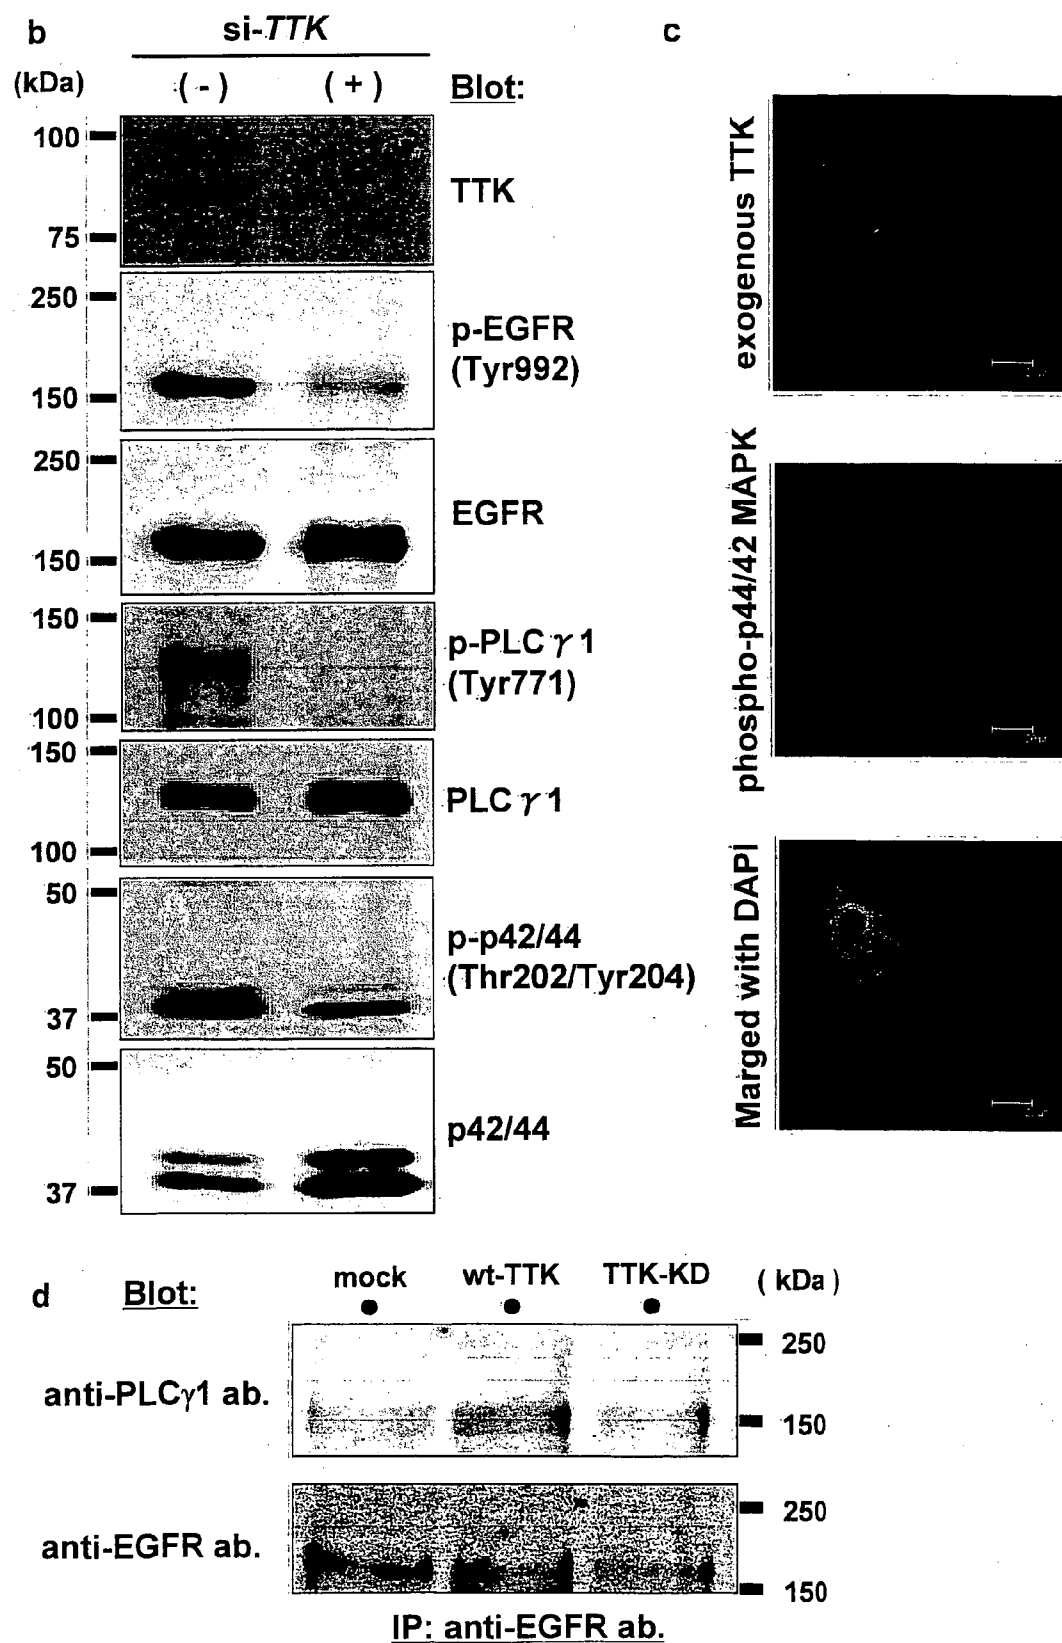 b
si-TTK
(kDa)
(-)
(+)
Blot:
100
75
TTK
250
150
p-EGFR
(Tyr992)
250
150
EGFR
150
100
p-PLCγ1
(Tyr771)
150
100
PLCγ1
50
37
p-p42/44
(Thr202/Tyr204)
50
37
p42/44
c
exogenous TTK
phospho-p44/42 MAPK
Marged with DAPI
d
Blot:
mock
wt-TTK
TTK-KD
(kDa)
anti-PLCγ1 ab.
250
150
anti-EGFR ab.
250
150
IP: anti-EGFR ab.